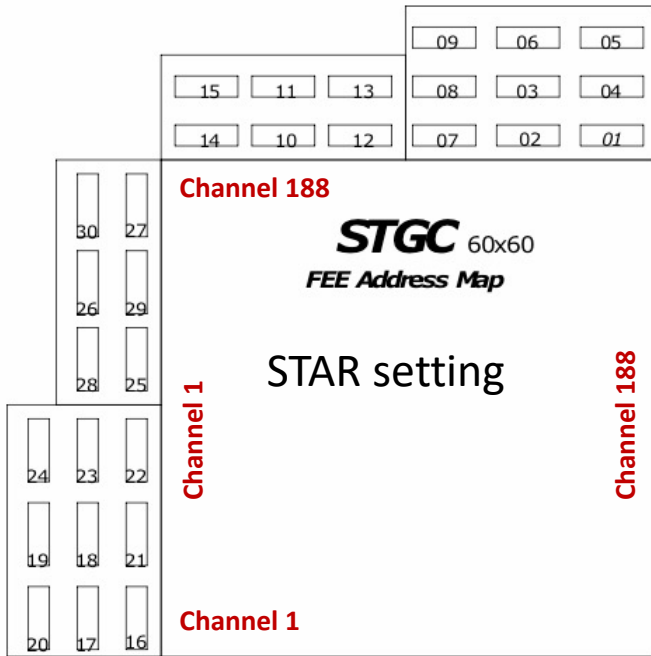 09 06 05
15 11 13 08 03 04
14 10 12 07 02 01
Channel 188
30 27
STGC 60x60
FEE Address Map
26 29
STAR setting
28 25
Channel 1
Channel 188
24 23 22
19 18 21
Channel 1
20 17 16